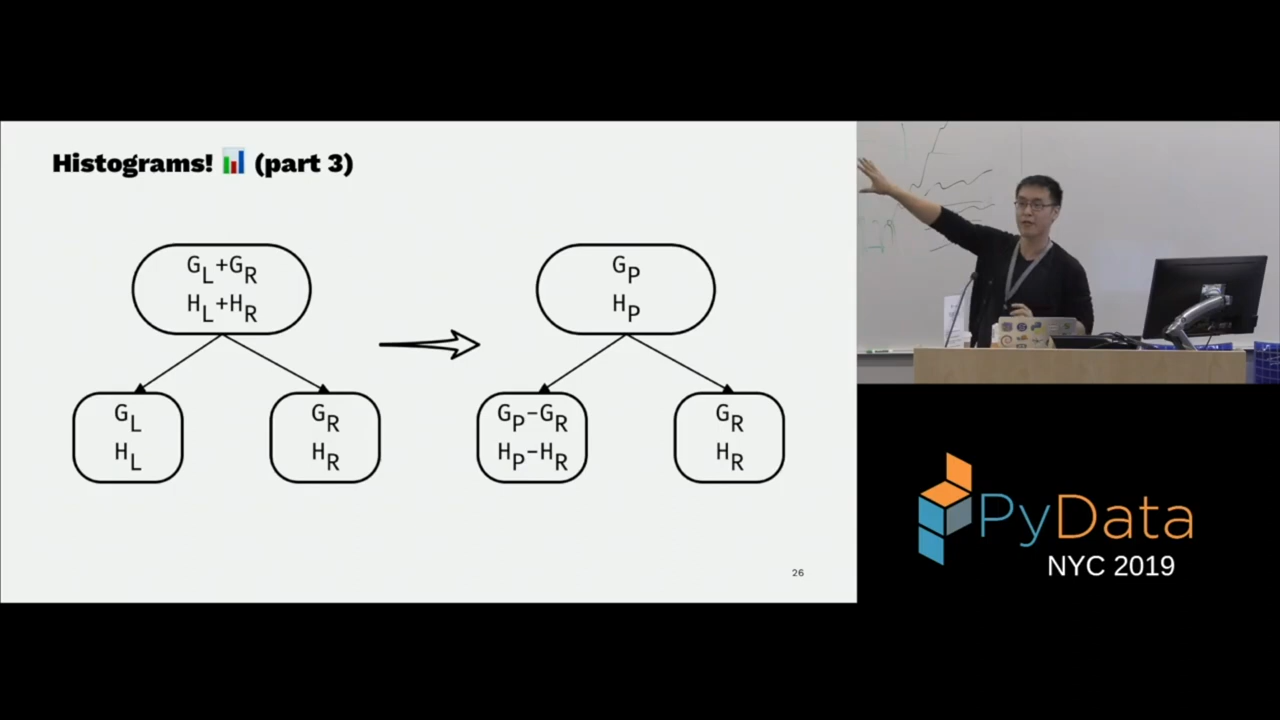 Histograms! 📊 (part 3)
G_L+G_R
H_L+H_R
G_L
H_L
G_R
H_R
G_P
H_P
G_P-G_R
H_P-H_R
G_R
H_R
26
PyData
NYC 2019